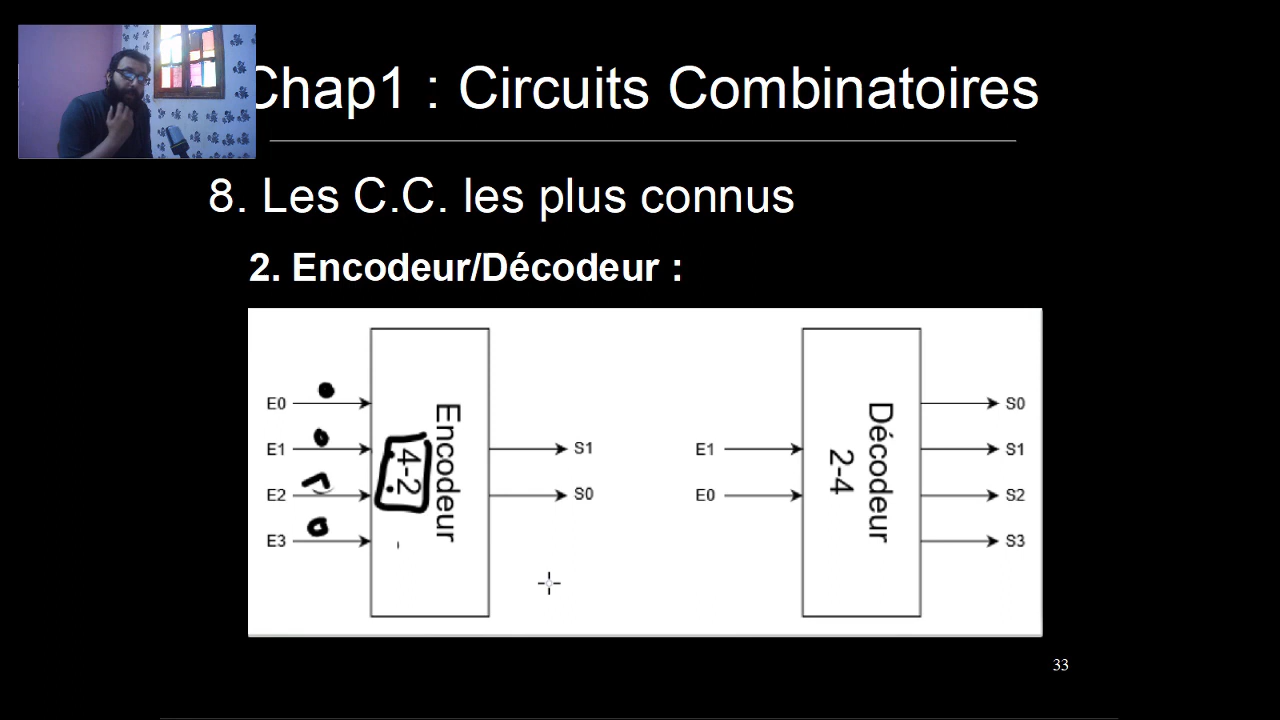 Chap1 : Circuits Combinatoires
8. Les C.C. les plus connus
2. Encodeur/Décodeur :
E0
E1
E2
E3
Encodeur
4-2
S1
S0
E1
E0
Décodeur
2-4
S0
S1
S2
S3
33